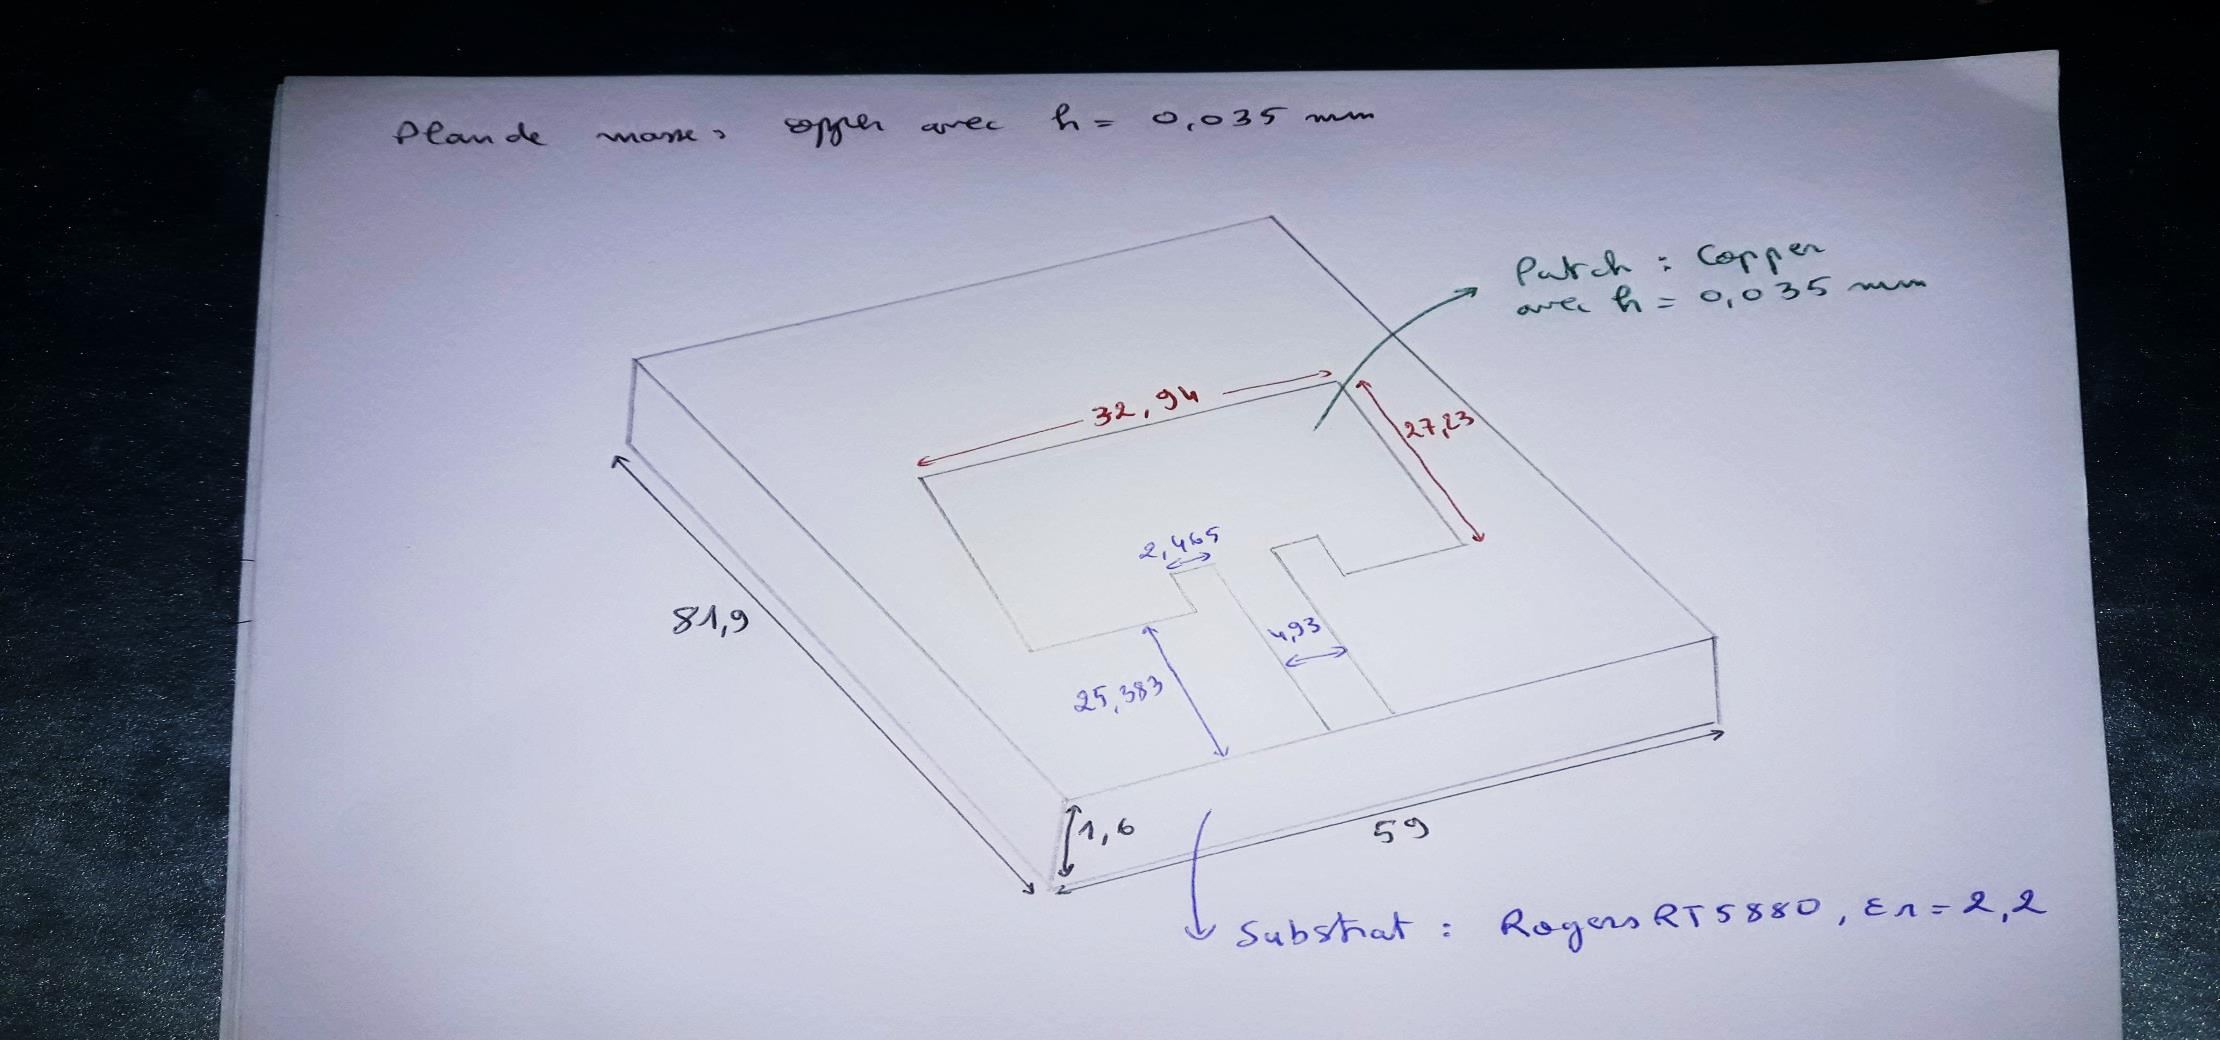 Plan de masse, copper avec h = 0,035 mm
Patch : Copper
avec h = 0,035 mm
32,94
27,23
2,465
4,93
25,383
81,9
1,6
59
Substrat : Rogers RT5880, εr = 2,2